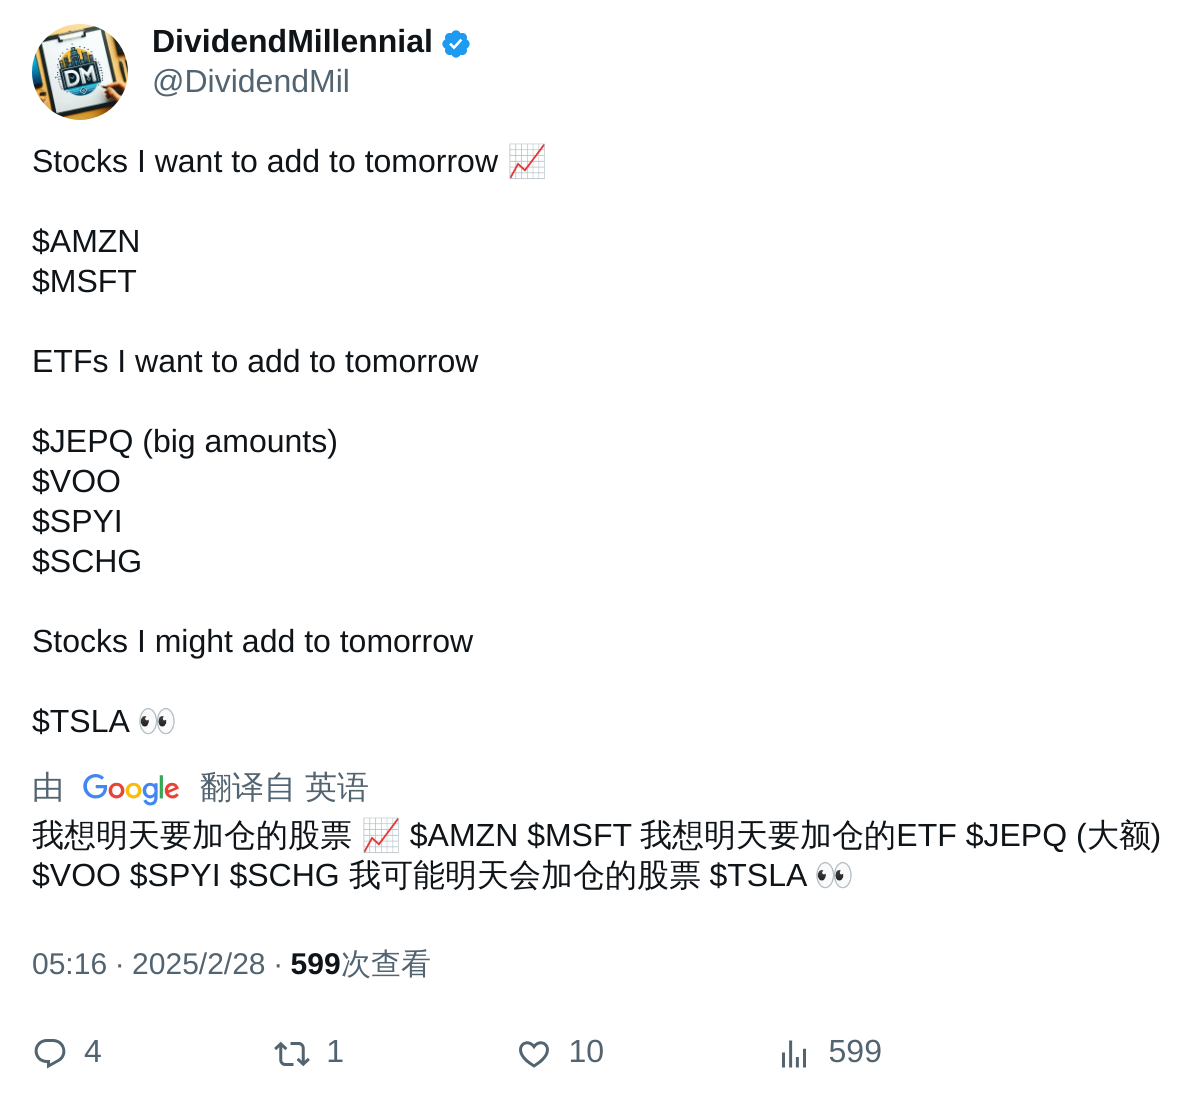 DividendMillennial
@DividendMil
Stocks I want to add to tomorrow 📈
$AMZN
$MSFT
ETFs I want to add to tomorrow
$JEPQ (big amounts)
$VOO
$SPYI
$SCHG
Stocks I might add to tomorrow
$TSLA 👀
由 Google 翻译自 英语
我想明天要加仓的股票 📈 $AMZN $MSFT 我想明天要加仓的ETF $JEPQ (大额)
$VOO $SPYI $SCHG 我可能明天会加仓的股票 $TSLA 👀
05:16 · 2025/2/28 · 599次查看
4 1 10 599
DM